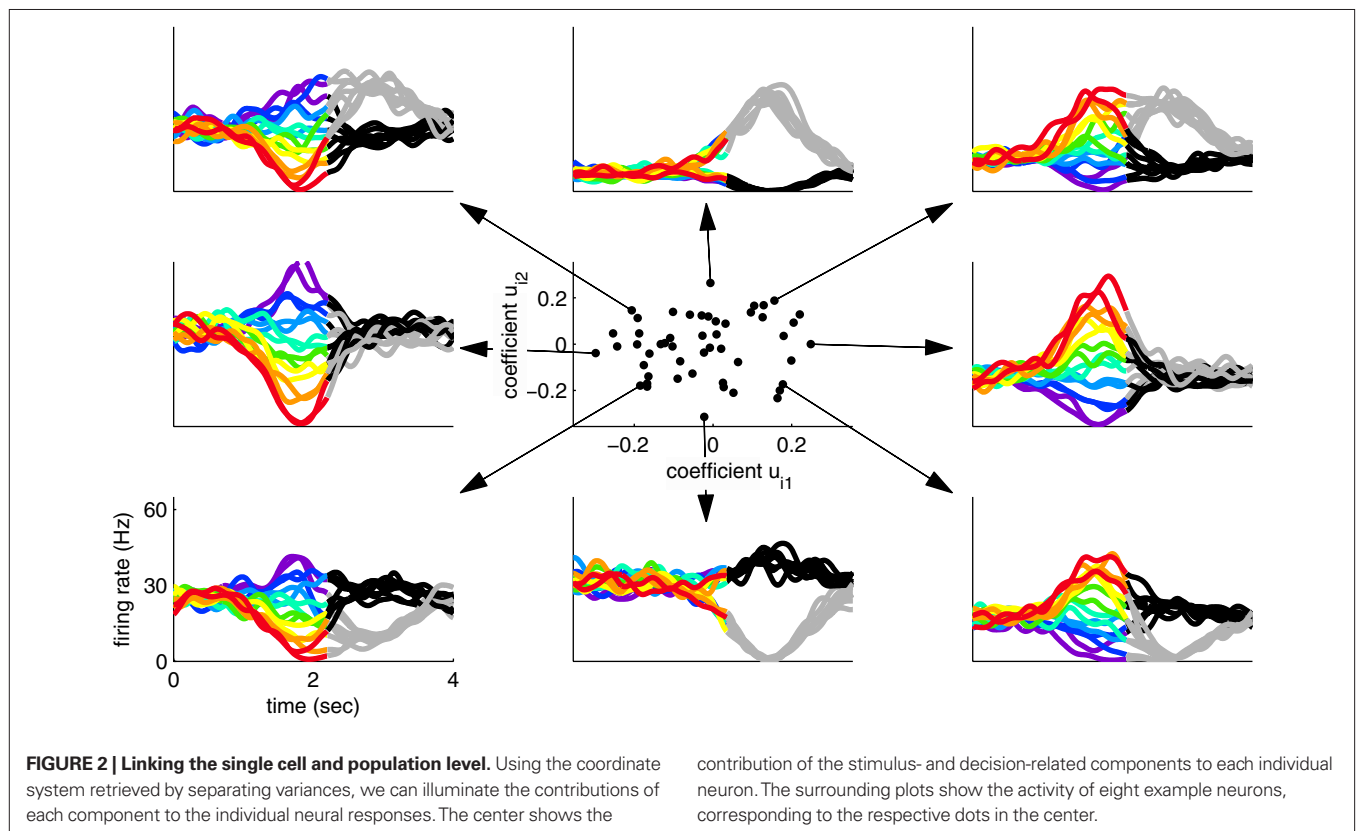 coefficient u_i2
0.2
0
−0.2
−0.2
0
0.2
coefficient u_i1
firing rate (Hz)
60
30
0
0
2
4
time (sec)
FIGURE 2 | Linking the single cell and population level. Using the coordinate
system retrieved by separating variances, we can illuminate the contributions of
each component to the individual neural responses. The center shows the
contribution of the stimulus- and decision-related components to each individual
neuron. The surrounding plots show the activity of eight example neurons,
corresponding to the respective dots in the center.